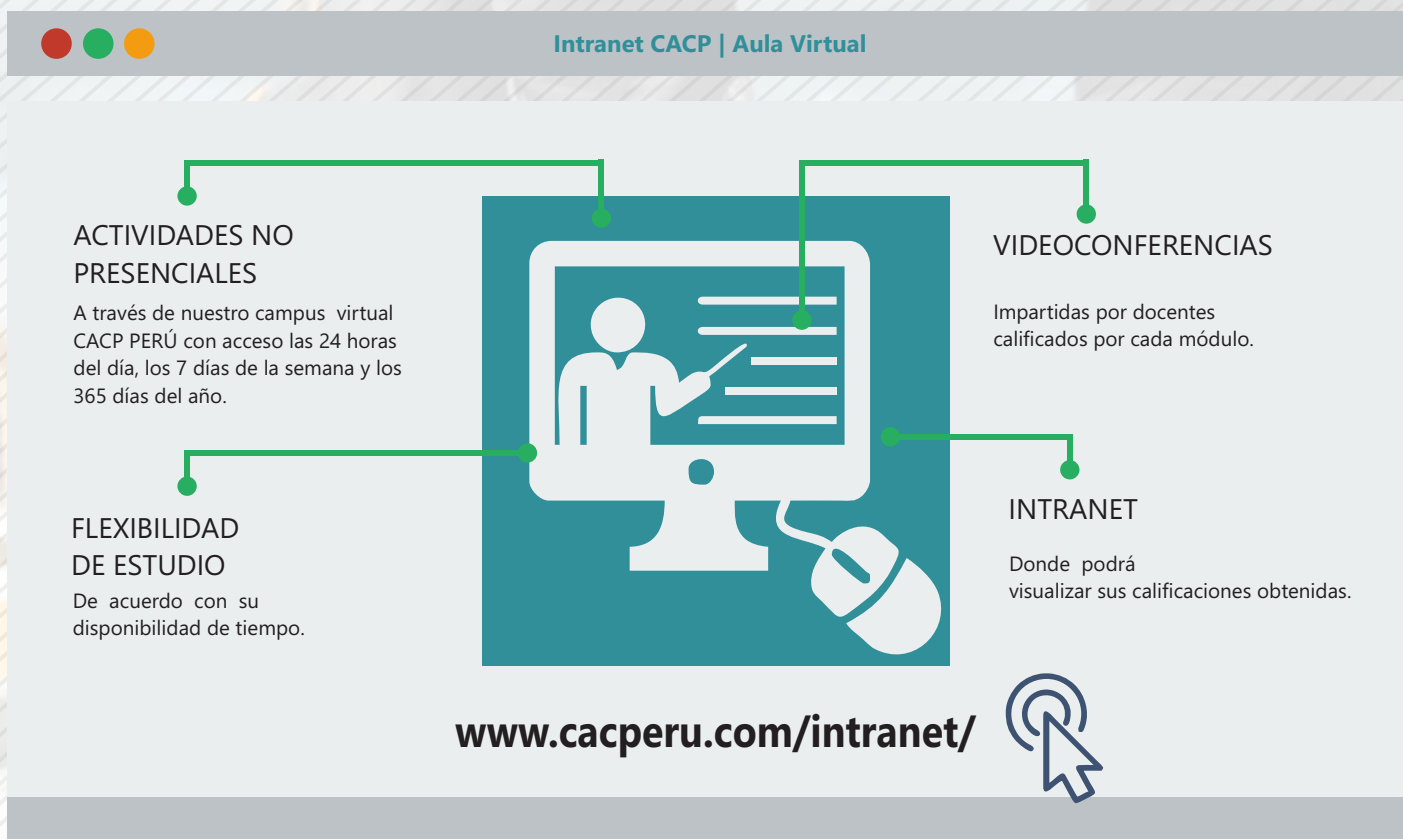 Intranet CACP | Aula Virtual
ACTIVIDADES NO
PRESENCIALES
A través de nuestro campus virtual
CACP PERÚ con acceso las 24 horas
del día, los 7 días de la semana y los
365 días del año.
VIDEOCONFERENCIAS
Impartidas por docentes
calificados por cada módulo.
FLEXIBILIDAD
DE ESTUDIO
De acuerdo con su
disponibilidad de tiempo.
INTRANET
Donde podrá
visualizar sus calificaciones obtenidas.
www.cacperu.com/intranet/